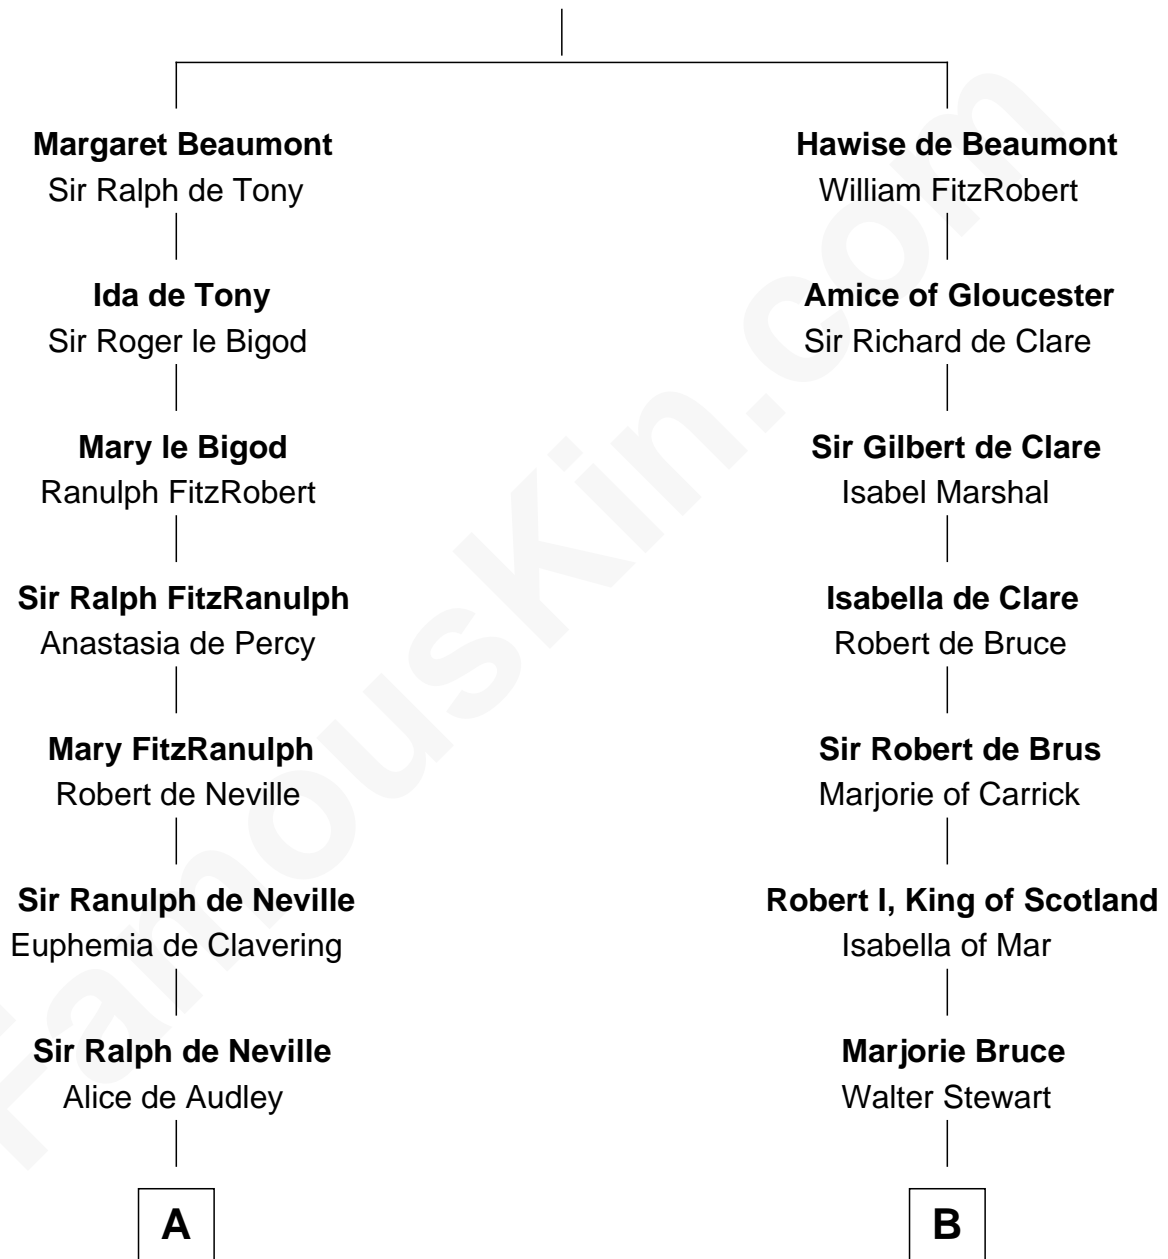 Margaret Beaumont
Sir Ralph de Tony
Hawise de Beaumont
William FitzRobert
Ida de Tony
Sir Roger le Bigod
Amice of Gloucester
Sir Richard de Clare
Mary le Bigod
Ranulph FitzRobert
Sir Gilbert de Clare
Isabel Marshal
Sir Ralph FitzRanulph
Anastasia de Percy
Isabella de Clare
Robert de Bruce
Mary FitzRanulph
Robert de Neville
Sir Robert de Brus
Marjorie of Carrick
Sir Ranulph de Neville
Euphemia de Clavering
Robert I, King of Scotland
Isabella of Mar
Sir Ralph de Neville
Alice de Audley
Marjorie Bruce
Walter Stewart
A
B
FamousKin.com